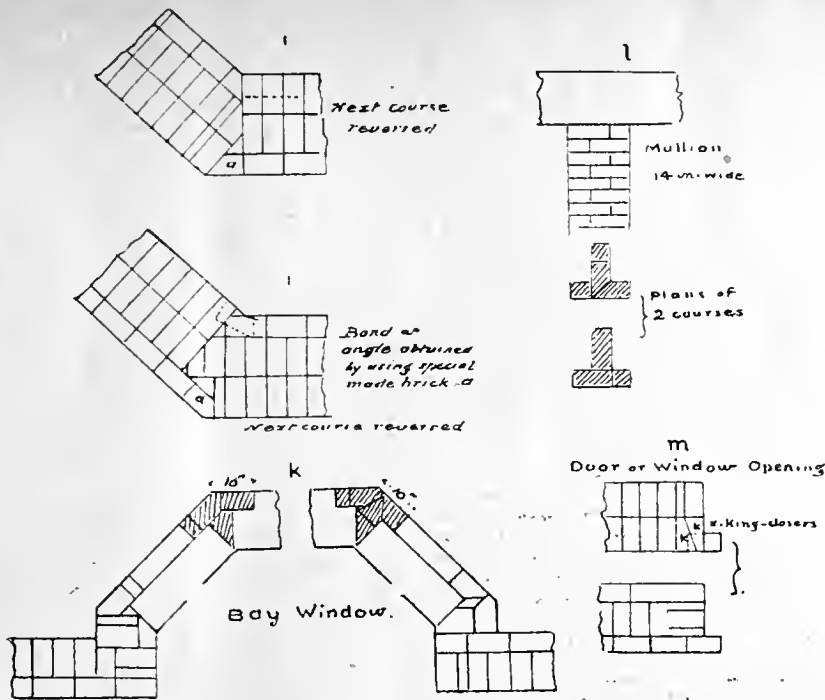 i
Next course
reversed
l
Mullion
14 in. wide
i
Bond at
angle obtained
by using special
made brick a
Next course reversed
a
a
Plans of
2 courses
k
10"
10"
Bay Window.
m
Door or Window Opening
K K K. King-closers